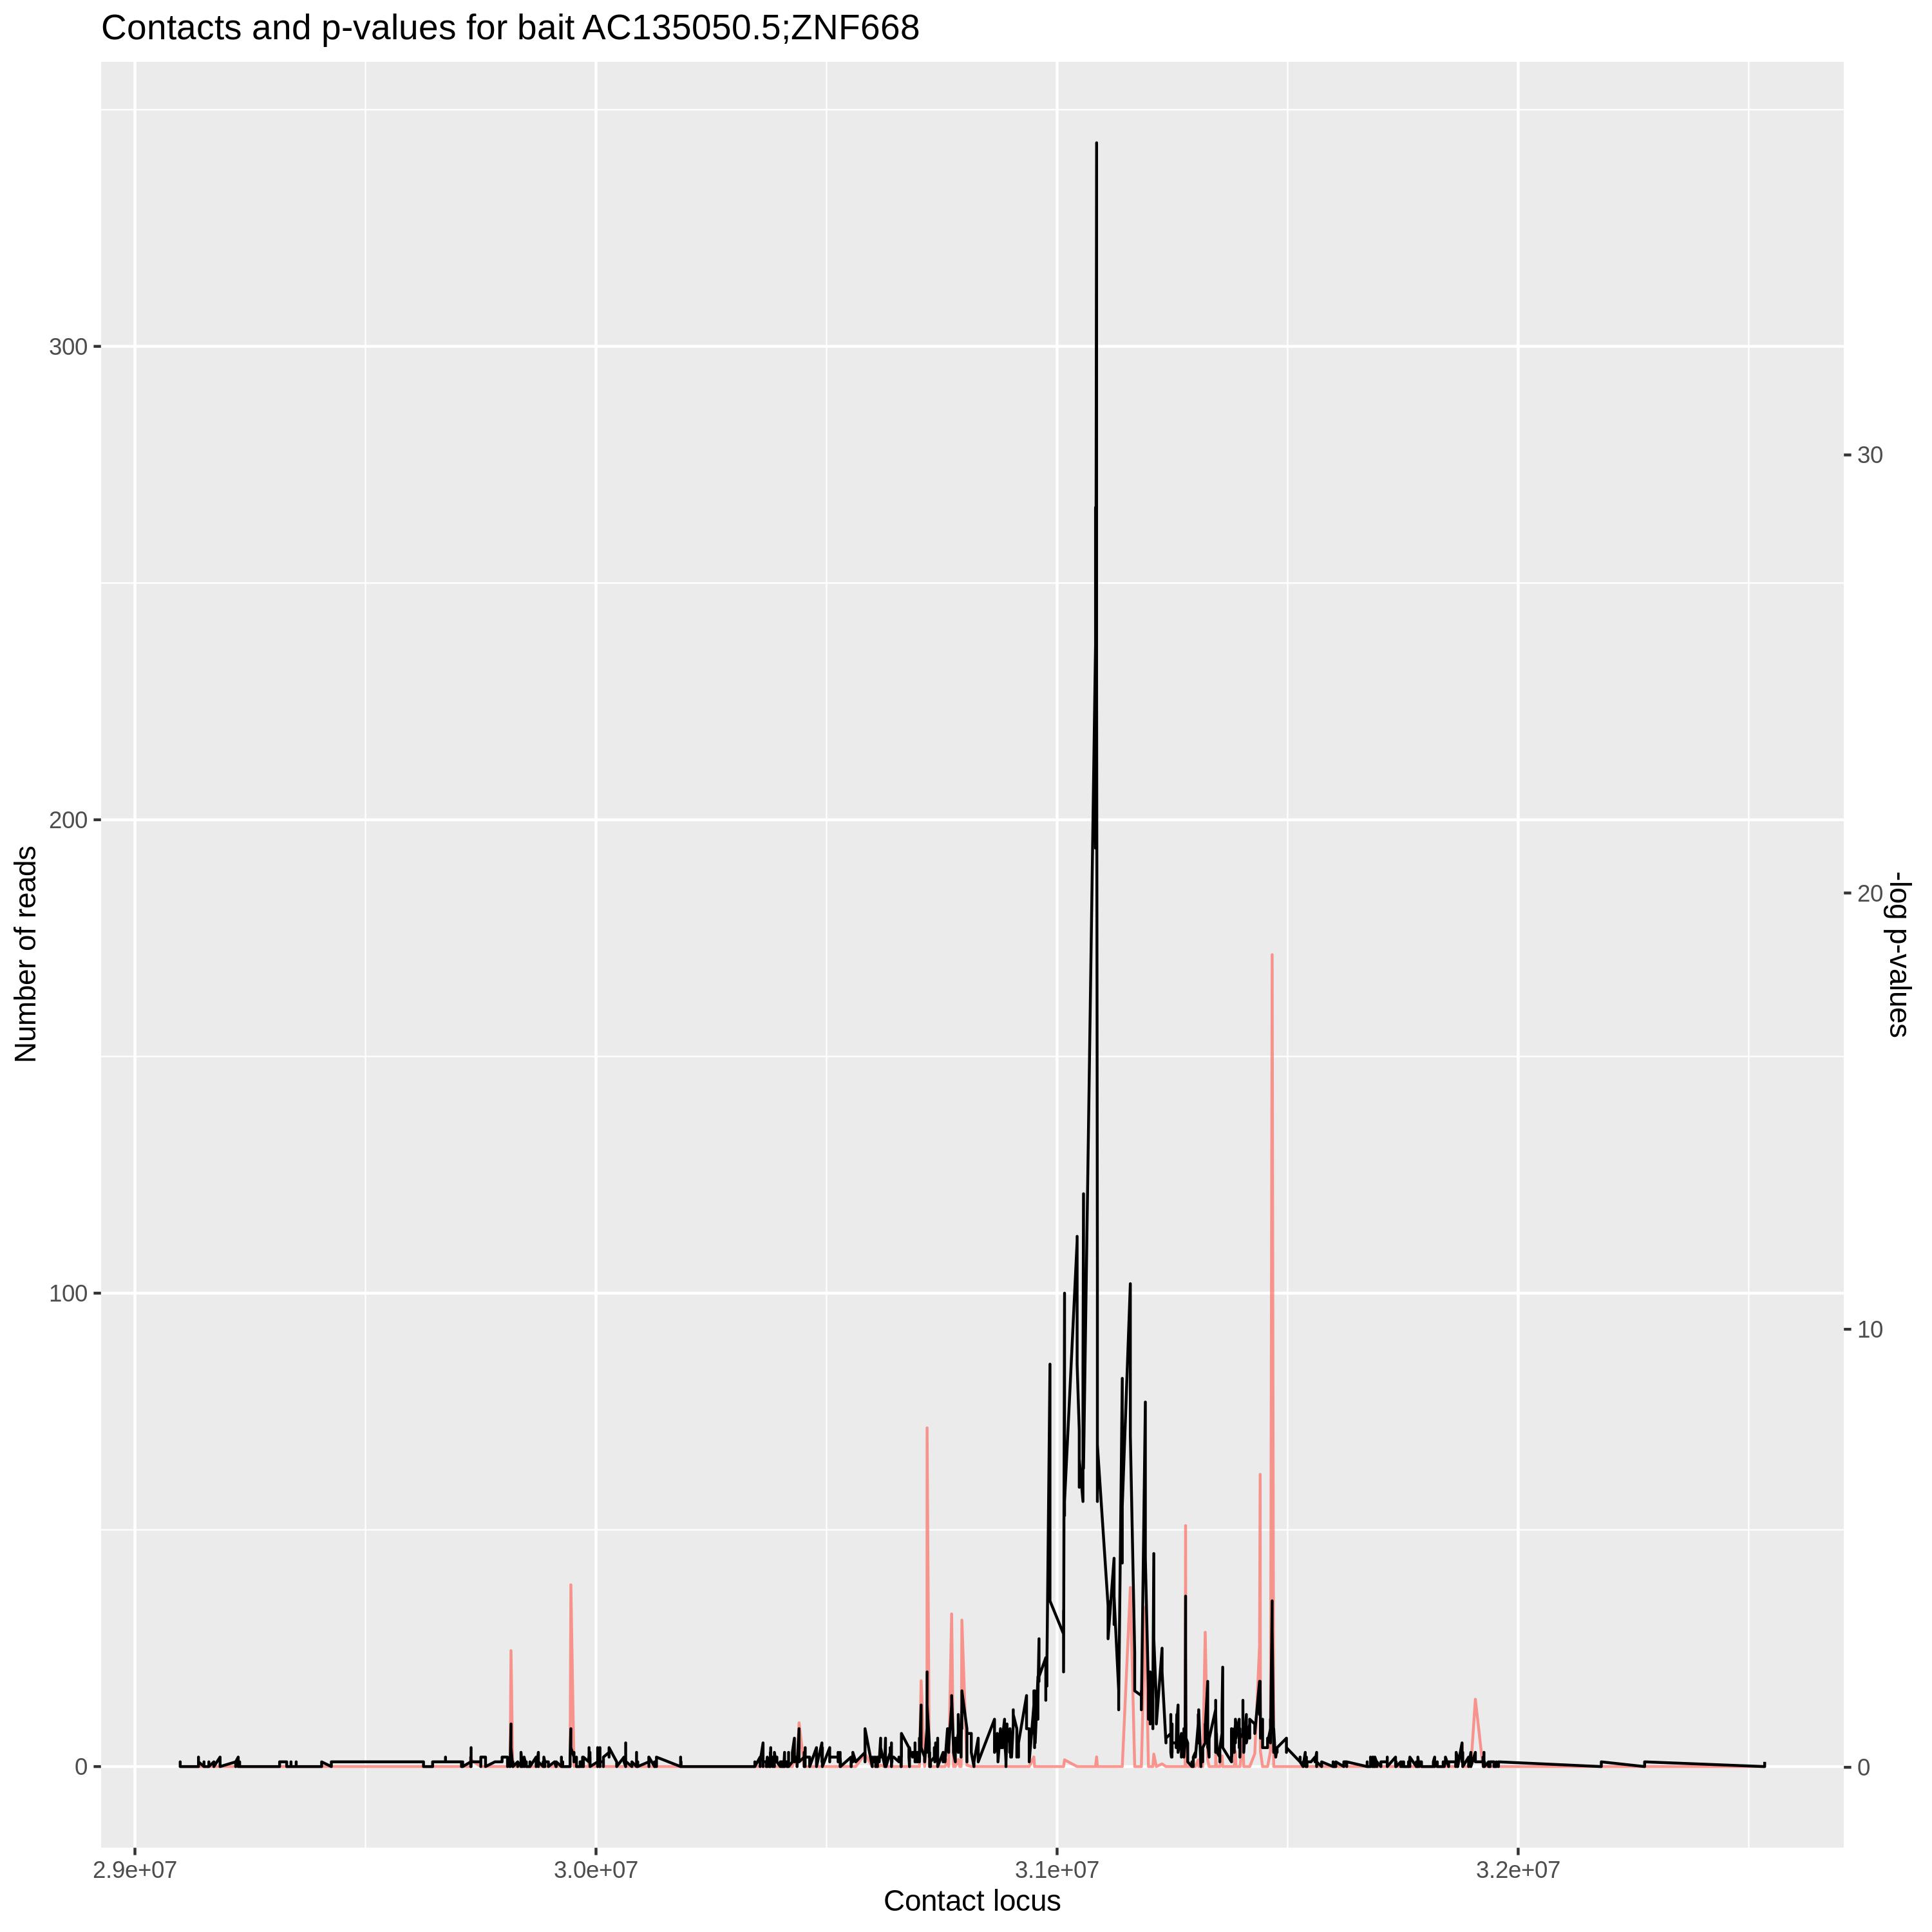 Contacts and p-values for bait AC135050.5;ZNF668
300
200
100
0
Number of reads
30
20
10
0
-log p-values
2.9e+07 3.0e+07 3.1e+07 3.2e+07
Contact locus